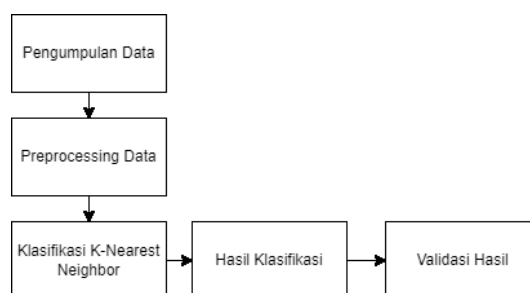 Pengumpulan Data
Preprocessing Data
Klasifikasi K-Nearest
Neighbor
Hasil Klasifikasi
Validasi Hasil